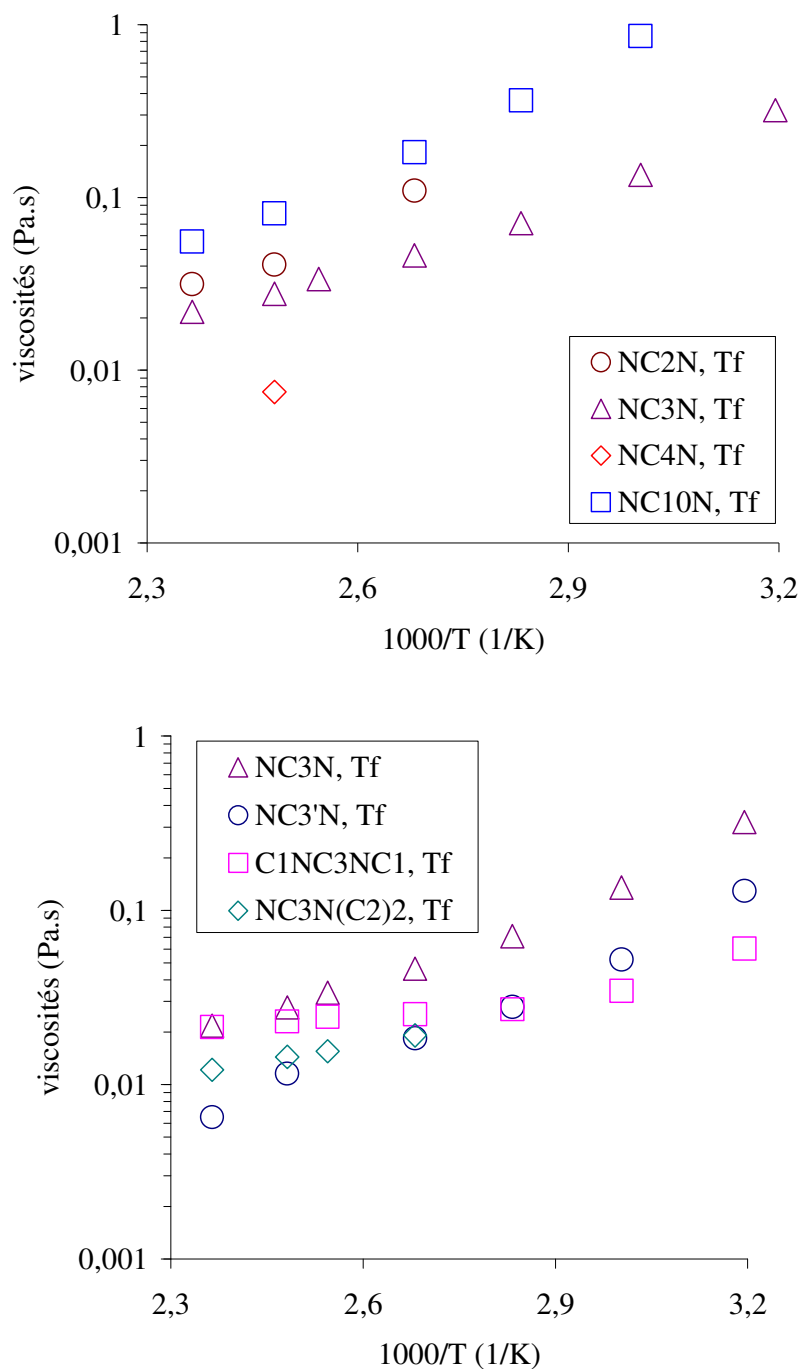 1
0,1
0,01
0,001
viscosités (Pa.s)
NC2N, Tf
NC3N, Tf
NC4N, Tf
NC10N, Tf
2,3 2,6 2,9 3,2
1000/T (1/K)
1
0,1
0,01
0,001
viscosités (Pa.s)
NC3N, Tf
NC3'N, Tf
C1NC3NC1, Tf
NC3N(C2)2, Tf
2,3 2,6 2,9 3,2
1000/T (1/K)